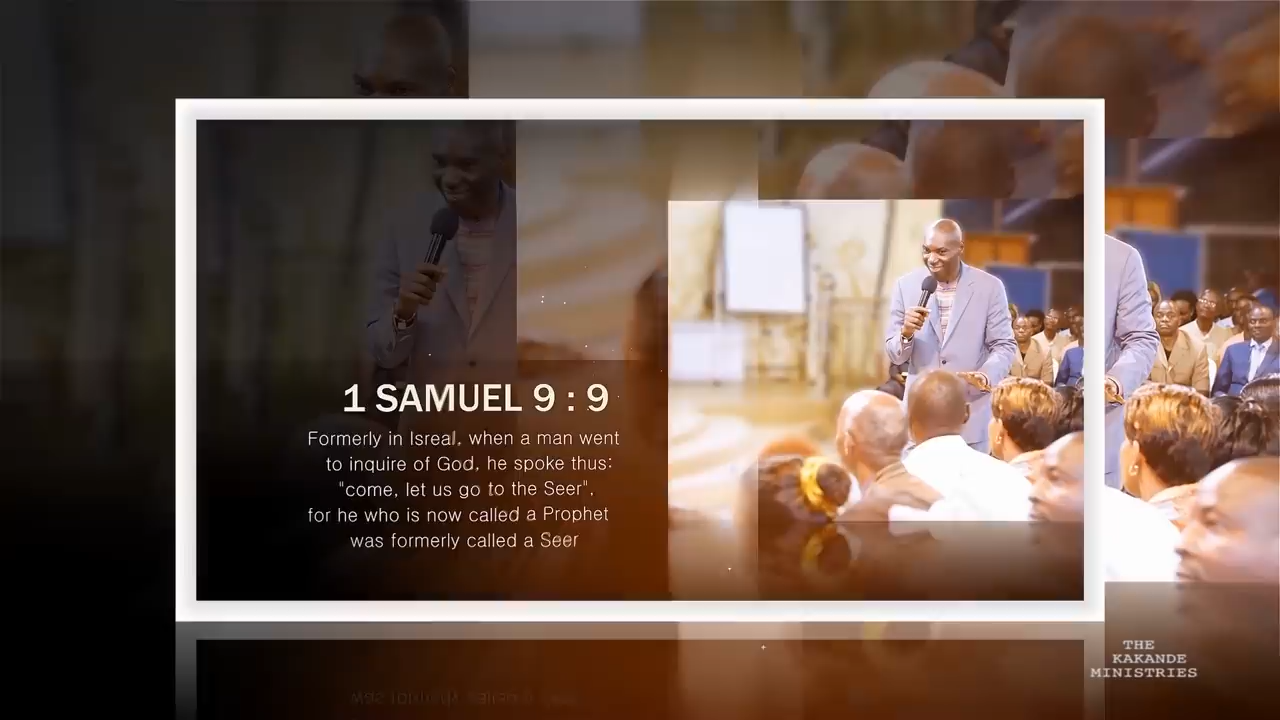 1 SAMUEL 9 : 9
Formerly in Isreal, when a man went
to inquire of God, he spoke thus:
"come, let us go to the Seer",
for he who is now called a Prophet
was formerly called a Seer
THE
KAKANDE
MINISTRIES